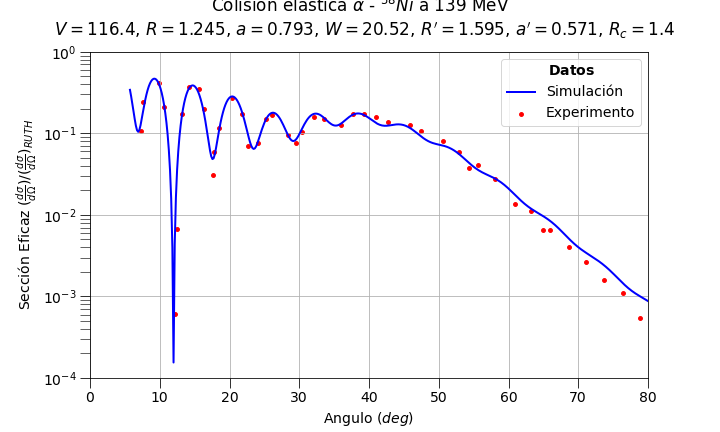 Colisión elástica α - ⁵⁸Ni a 139 MeV
V = 116.4, R = 1.245, a = 0.793, W = 20.52, R′ = 1.595, a′ = 0.571, R_c = 1.4
Datos
Simulación
Experimento
Sección Eficaz (dσ/dΩ)/(dσ/dΩ)_RUTH
10⁰
10⁻¹
10⁻²
10⁻³
10⁻⁴
0 10 20 30 40 50 60 70 80
Angulo (deg)